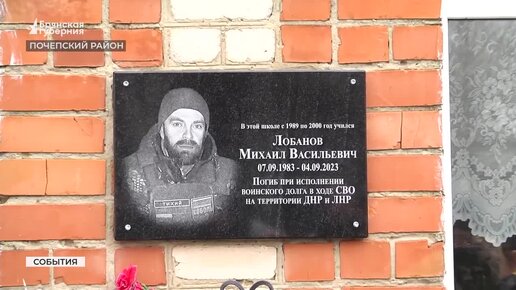 Брянская
Губерния
ПОЧЕПСКИЙ РАЙОН
В этой школе с 1989 по 2000 год учился
ЛОБАНОВ
МИХАИЛ ВАСИЛЬЕВИЧ
07.09.1983 - 04.09.2023
ПОГИБ ПРИ ИСПОЛНЕНИИ
ВОИНСКОГО ДОЛГА В ХОДЕ СВО
НА ТЕРРИТОРИИ ДНР и ЛНР
ТИХИЙ
СОБЫТИЯ